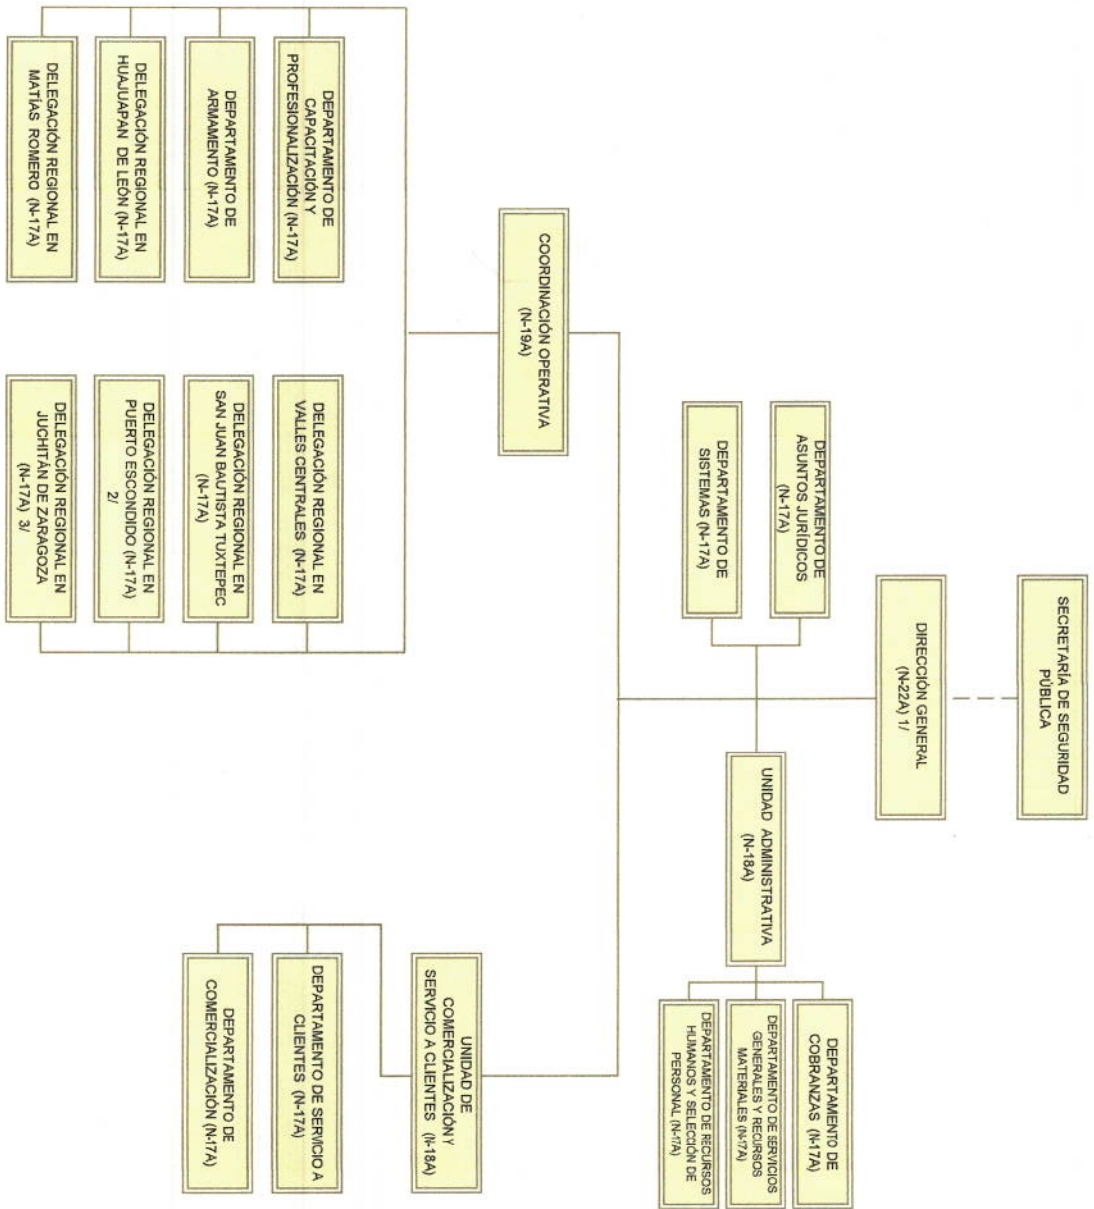 SECRETARÍA DE SEGURIDAD
PÚBLICA
DIRECCIÓN GENERAL
(N-22A) 1/
DEPARTAMENTO DE
ASUNTOS JURÍDICOS
(N-17A)
DEPARTAMENTO DE
SISTEMAS (N-17A)
UNIDAD ADMINISTRATIVA
(N-18A)
DEPARTAMENTO DE
COBRANZAS (N-17A)
DEPARTAMENTO DE SERVICIOS
GENERALES Y RECURSOS
MATERIALES (N-17A)
DEPARTAMENTO DE RECURSOS
HUMANOS Y SELECCIÓN DE
PERSONAL (N-17A)
COORDINACIÓN OPERATIVA
(N-19A)
UNIDAD DE
COMERCIALIZACIÓN Y
SERVICIO A CLIENTES (N-18A)
DEPARTAMENTO DE
CAPACITACIÓN Y
PROFESIONALIZACIÓN (N-17A)
DELEGACIÓN REGIONAL EN
VALLES CENTRALES (N-17A)
DEPARTAMENTO DE SERVICIO A
CLIENTES (N-17A)
DEPARTAMENTO DE
ARMAMENTO (N-17A)
DELEGACIÓN REGIONAL EN
SAN JUAN BAUTISTA TUXTEPEC
(N-17A)
DEPARTAMENTO DE
COMERCIALIZACIÓN (N-17A)
DELEGACIÓN REGIONAL EN
HUAJUAPAN DE LEÓN (N-17A)
DELEGACIÓN REGIONAL EN
PUERTO ESCONDIDO (N-17A)
2/
DELEGACIÓN REGIONAL EN
MATÍAS ROMERO (N-17A)
DELEGACIÓN REGIONAL EN
JUCHITÁN DE ZARAGOZA
(N-17A) 3/